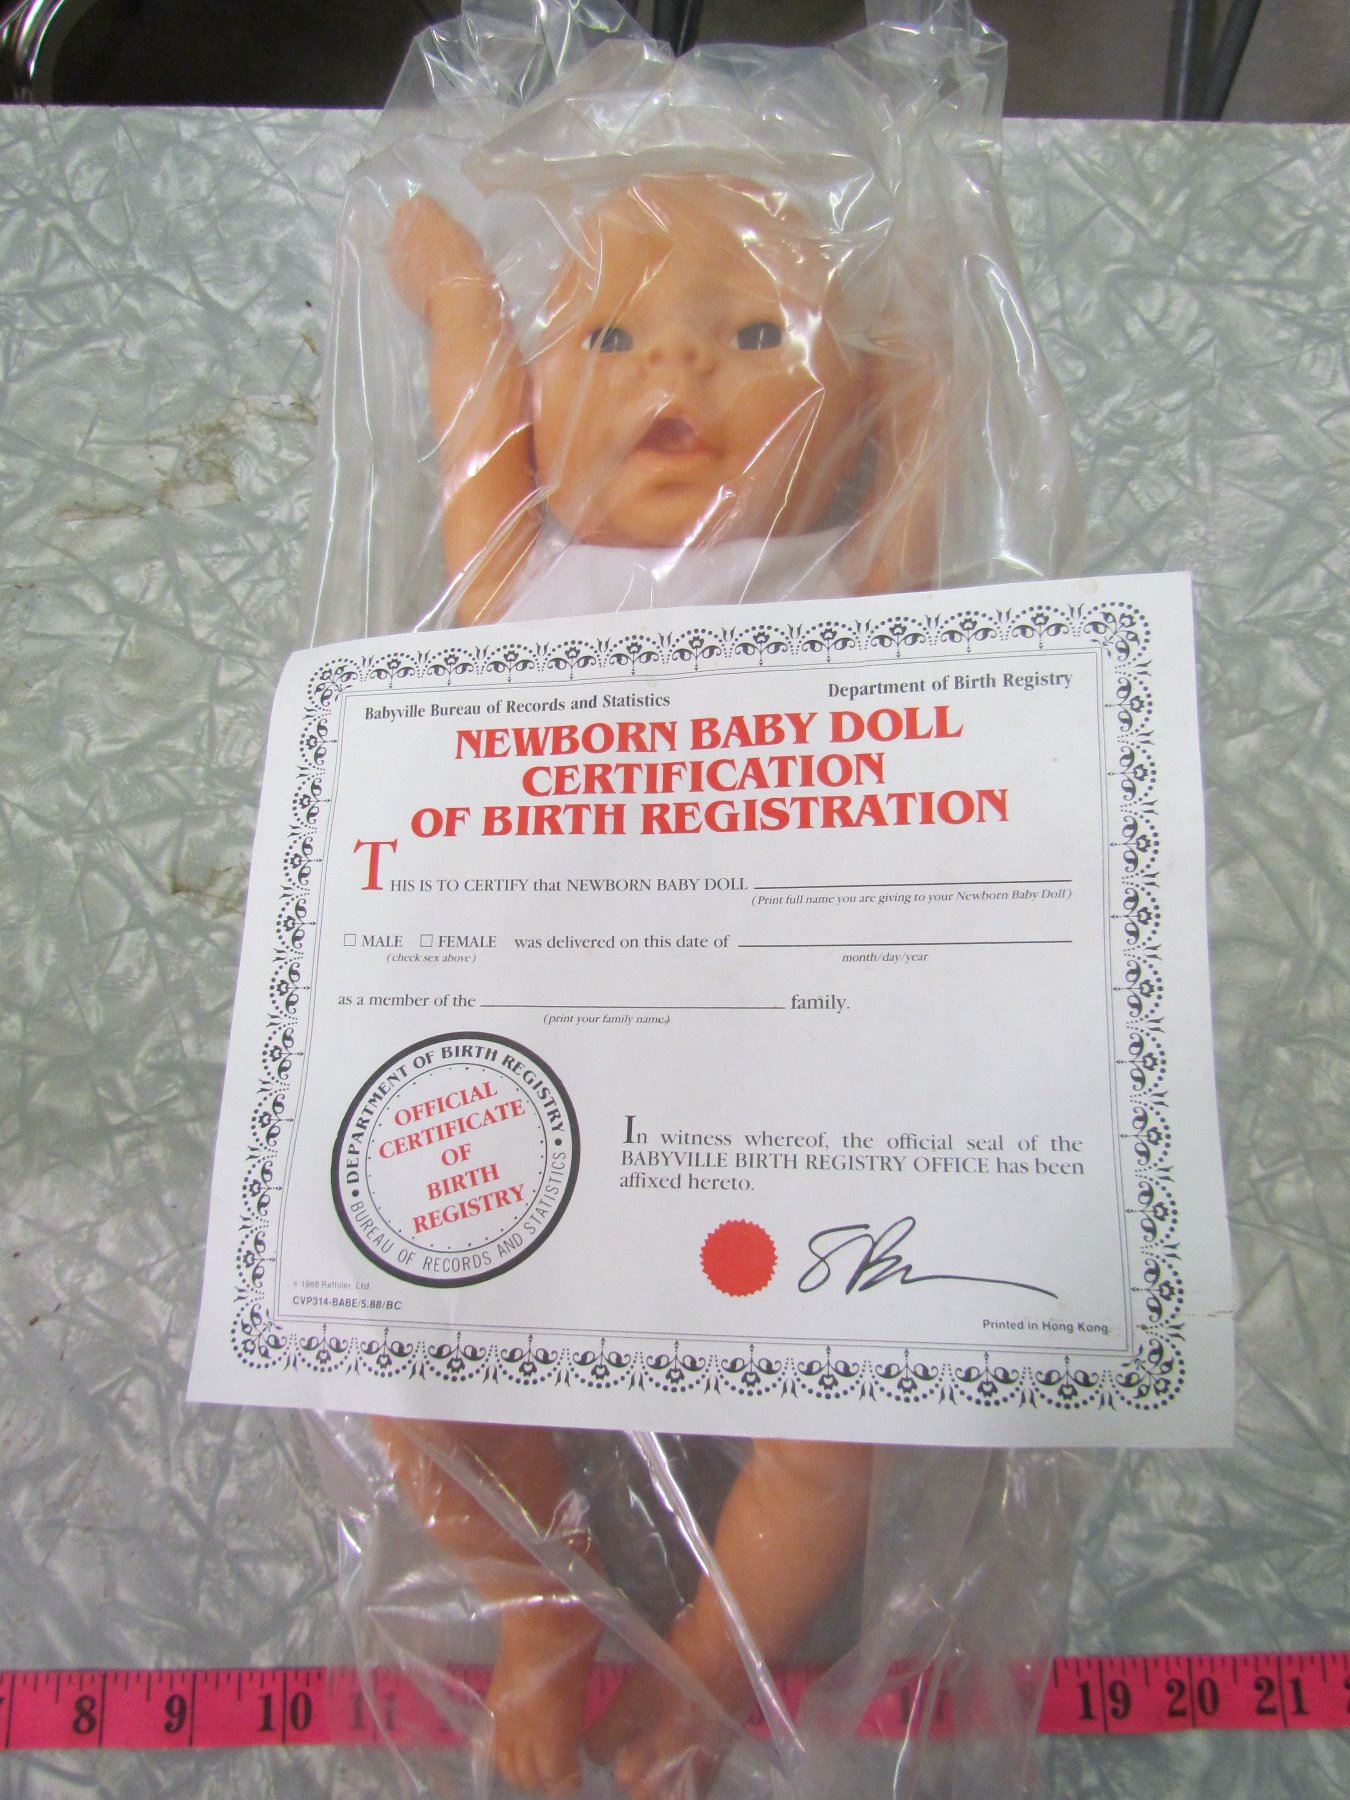 Babyville Bureau of Records and Statistics
Department of Birth Registry
NEWBORN BABY DOLL
CERTIFICATION
OF BIRTH REGISTRATION
THIS IS TO CERTIFY that NEWBORN BABY DOLL
(Print full name you are giving to your Newborn Baby Doll)
☐ MALE ☐ FEMALE was delivered on this date of
(check sex above)
month/day/year
as a member of the family.
(print your family name)
DEPARTMENT OF BIRTH REGISTRY
OFFICIAL
CERTIFICATE
OF
BIRTH
REGISTRY
BUREAU OF RECORDS AND STATISTICS
In witness whereof, the official seal of the
BABYVILLE BIRTH REGISTRY OFFICE has been
affixed hereto.
© 1988 Raffoler, Ltd.
CVP314-BABE/5.88/BC
Printed in Hong Kong
8 9 10 11 19 20 21